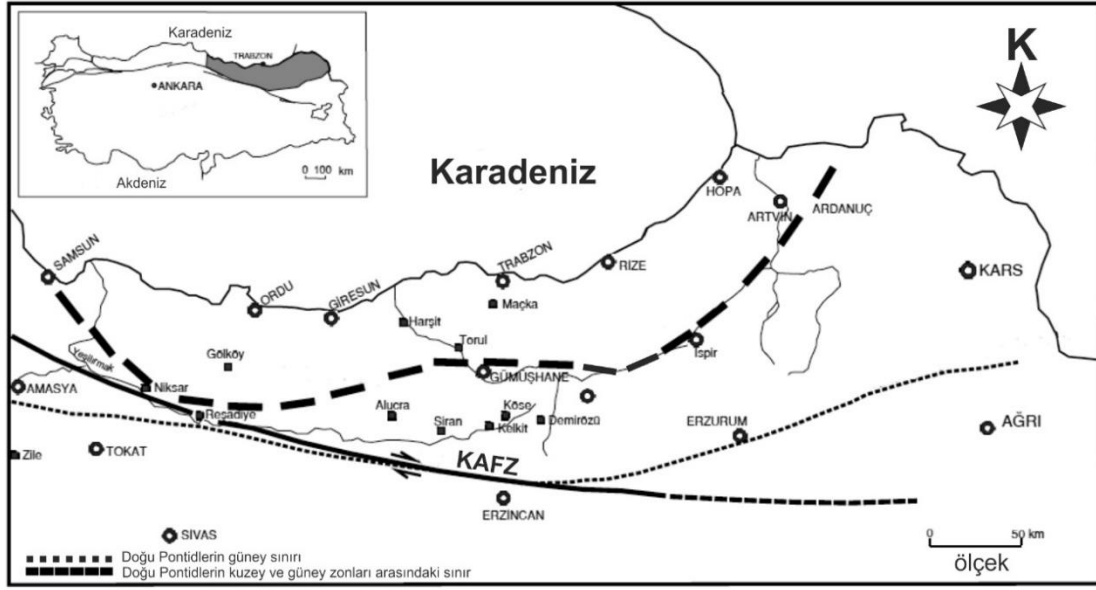 Karadeniz
TRABZON
ANKARA
Akdeniz
0 100 km
Karadeniz
K
HOPA
ARTVİN
ARDANUÇ
KARS
SAMSUN
ORDU
GİRESUN
TRABZON
RİZE
Maçka
Harşit
Torul
Gölköy
İspir
Yeşilırmak
AMASYA
Niksar
GÜMÜŞHANE
Reşadiye
Alucra
Köse
Siran
Kelkit
Demirözü
ERZURUM
AĞRI
TOKAT
Zile
KAFZ
ERZİNCAN
SIVAS
0 50 km
ölçek
Doğu Pontidlerin güney sınırı
Doğu Pontidlerin kuzey ve güney zonları arasındaki sınır